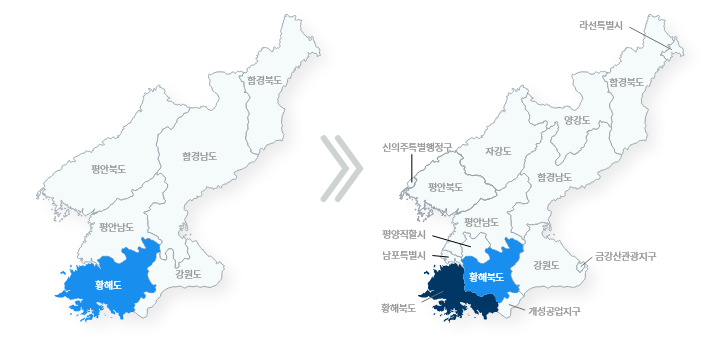 함경북도
함경남도
평안북도
평안남도
강원도
황해도
라선특별시
함경북도
양강도
자강도
신의주특별행정구
함경남도
평안북도
평안남도
평양직할시
남포특별시
강원도
금강산관광지구
황해북도
황해북도
개성공업지구